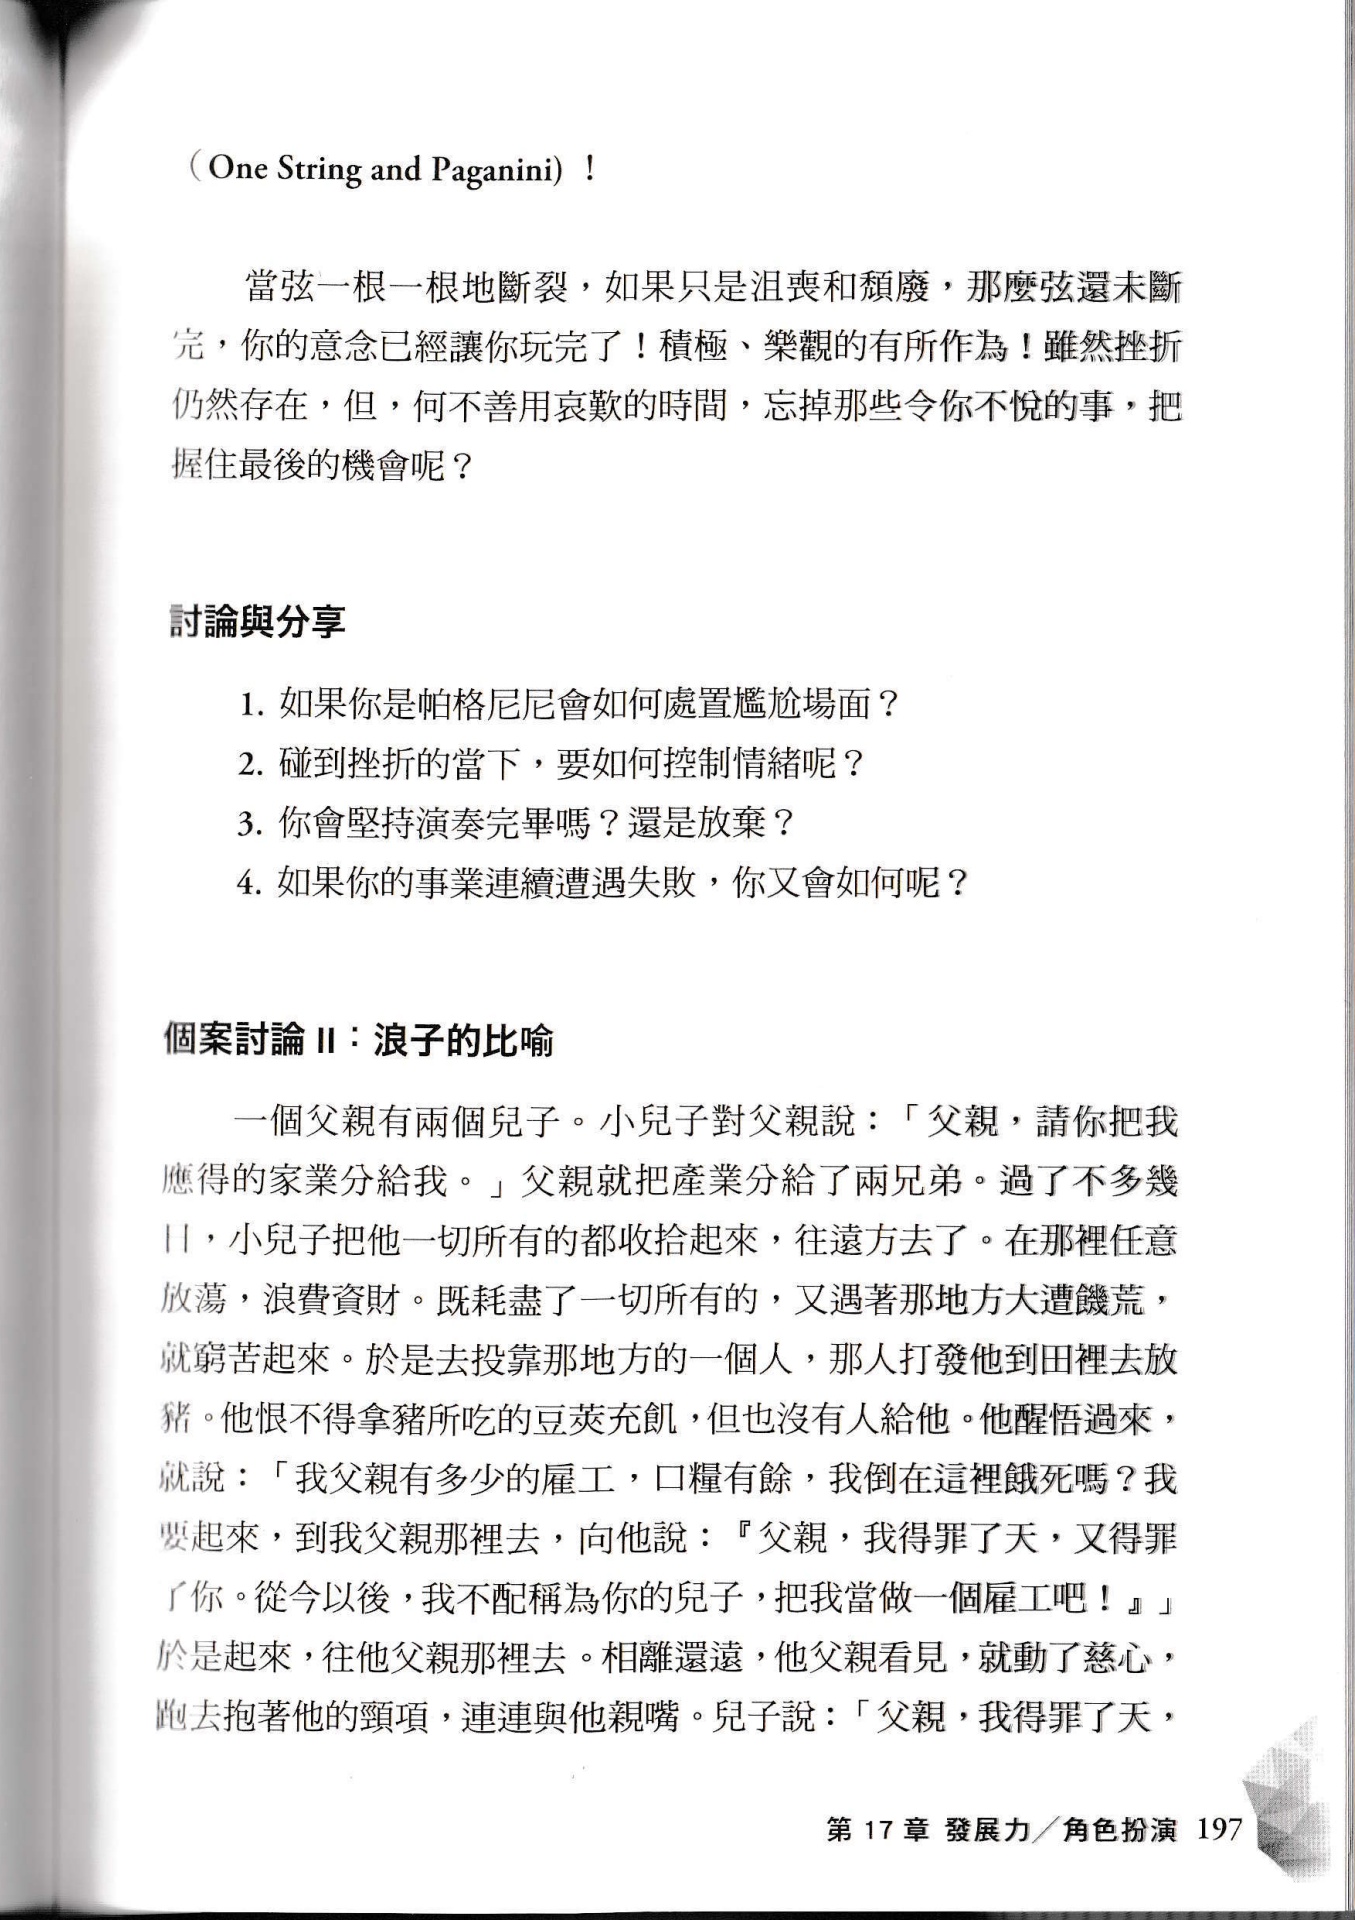 （One String and Paganini) ！
當弦一根一根地斷裂，如果只是沮喪和頹廢，那麼弦還未斷
完，你的意念已經讓你玩完了！積極、樂觀的有所作為！雖然挫折
仍然存在，但，何不善用哀歎的時間，忘掉那些令你不悅的事，把
握住最後的機會呢？
討論與分享
1. 如果你是帕格尼尼會如何處置尷尬場面？
2. 碰到挫折的當下，要如何控制情緒呢？
3. 你會堅持演奏完畢嗎？還是放棄？
4. 如果你的事業連續遭遇失敗，你又會如何呢？
個案討論 II：浪子的比喻
一個父親有兩個兒子。小兒子對父親說：「父親，請你把我
應得的家業分給我。」父親就把產業分給了兩兄弟。過了不多幾
日，小兒子把他一切所有的都收拾起來，往遠方去了。在那裡任意
放蕩，浪費資財。既耗盡了一切所有的，又遇著那地方大遭饑荒，
就窮苦起來。於是去投靠那地方的一個人，那人打發他到田裡去放
豬。他恨不得拿豬所吃的豆莢充飢，但也沒有人給他。他醒悟過來，
就說：「我父親有多少的雇工，口糧有餘，我倒在這裡餓死嗎？我
要起來，到我父親那裡去，向他說：『父親，我得罪了天，又得罪
了你。從今以後，我不配稱為你的兒子，把我當做一個雇工吧！』」
於是起來，往他父親那裡去。相離還遠，他父親看見，就動了慈心，
跑去抱著他的頸項，連連與他親嘴。兒子說：「父親，我得罪了天，
第 17 章 發展力／角色扮演 197